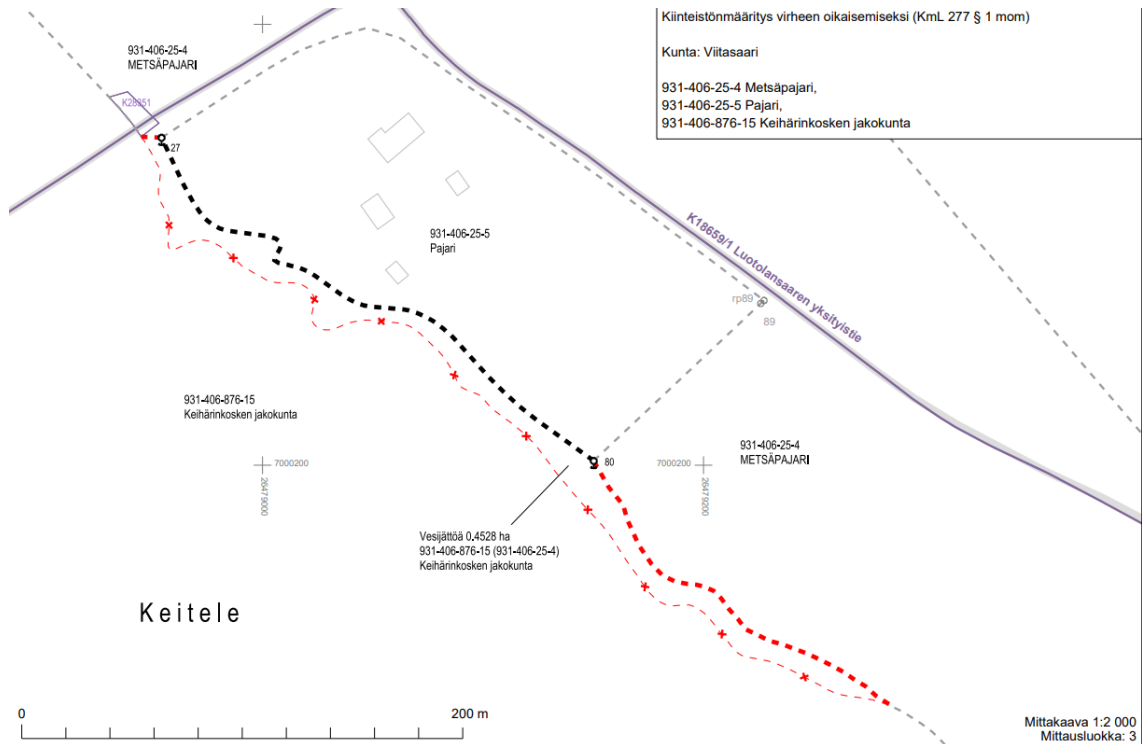 Kiinteistönmääritys virheen oikaisemiseksi (KmL 277 § 1 mom)
Kunta: Viitasaari
931-406-25-4 Metsäpajari,
931-406-25-5 Pajari,
931-406-876-15 Keihärinkosken jakokunta
931-406-25-4
METSÄPAJARI
K28351
27
931-406-25-5
Pajari
K18659/1 Luotolansaaren yksityistie
rp89
89
931-406-876-15
Keihärinkosken jakokunta
931-406-25-4
METSÄPAJARI
80
7000200
7000200
26479000
26479200
Vesijättöä 0.4528 ha
931-406-876-15 (931-406-25-4)
Keihärinkosken jakokunta
Keitele
0
200 m
Mittakaava 1:2 000
Mittausluokka: 3